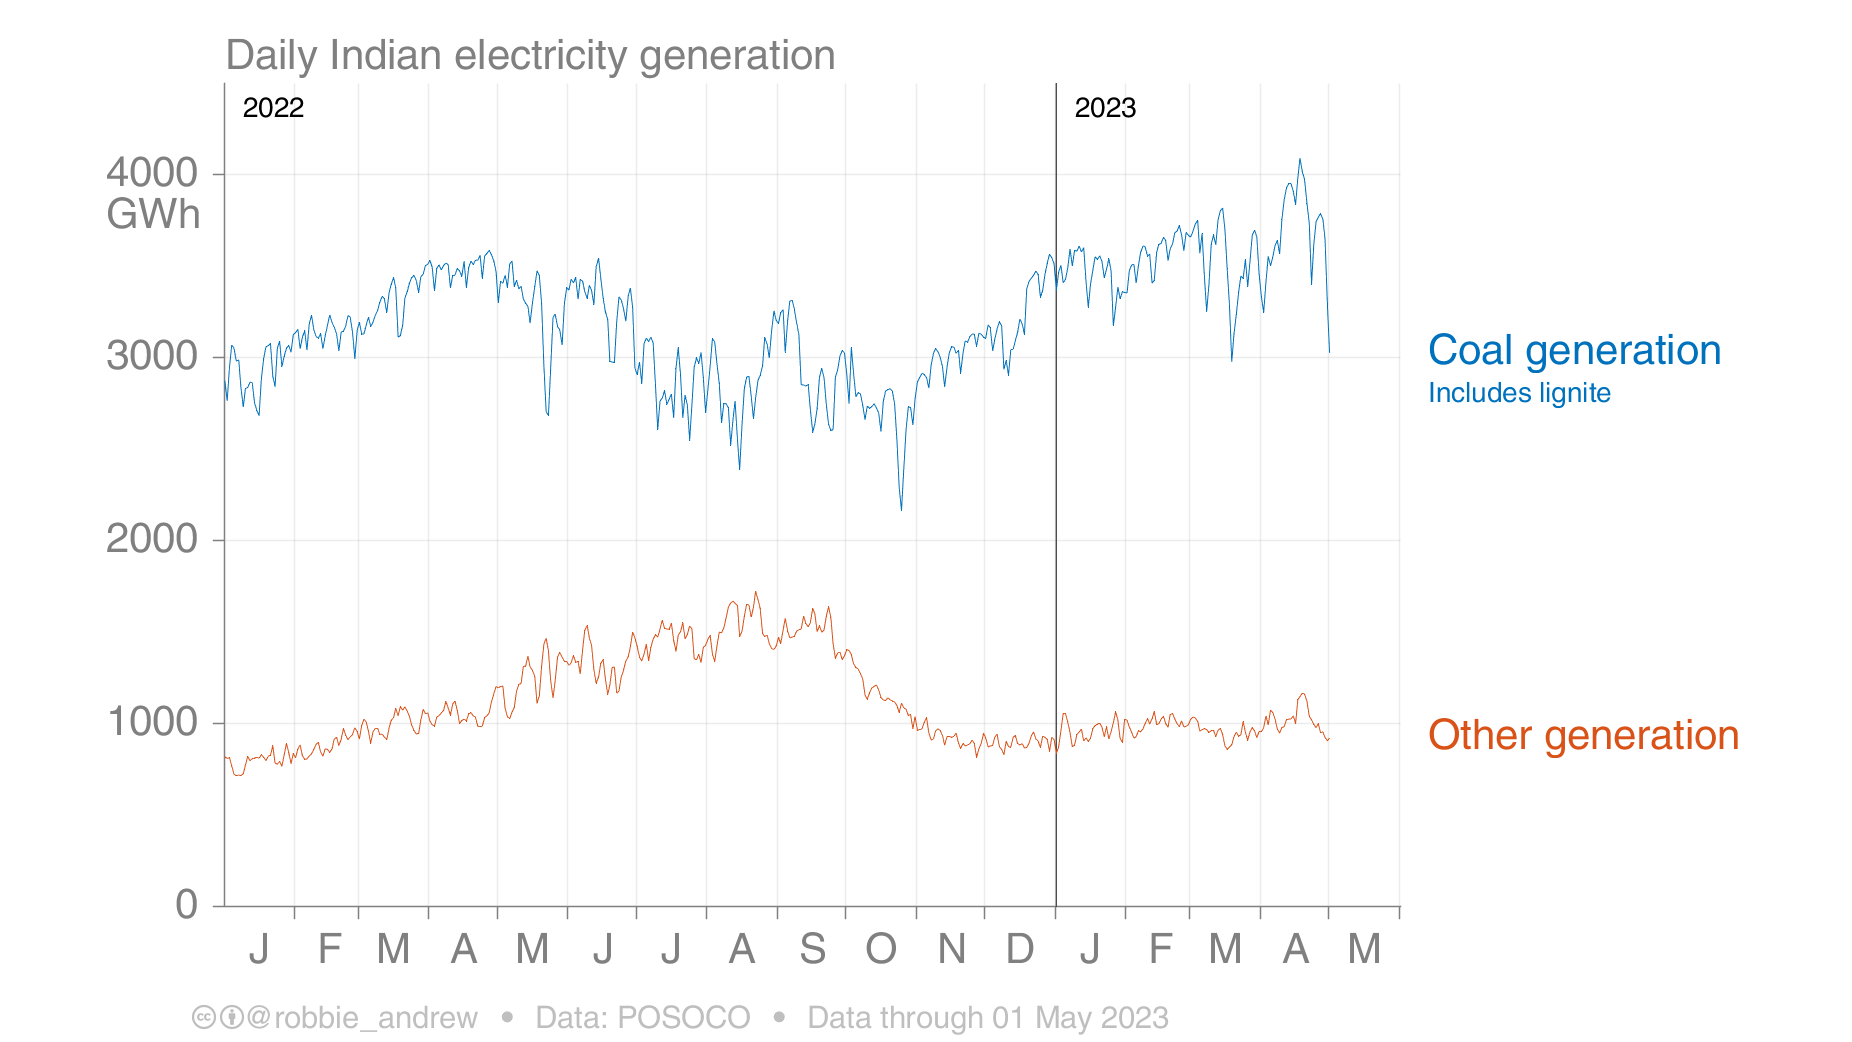 Daily Indian electricity generation
2022
2023
4000
GWh
3000
2000
1000
0
Coal generation
Includes lignite
Other generation
J F M A M J J A S O N D J F M A M
@robbie_andrew • Data: POSOCO • Data through 01 May 2023